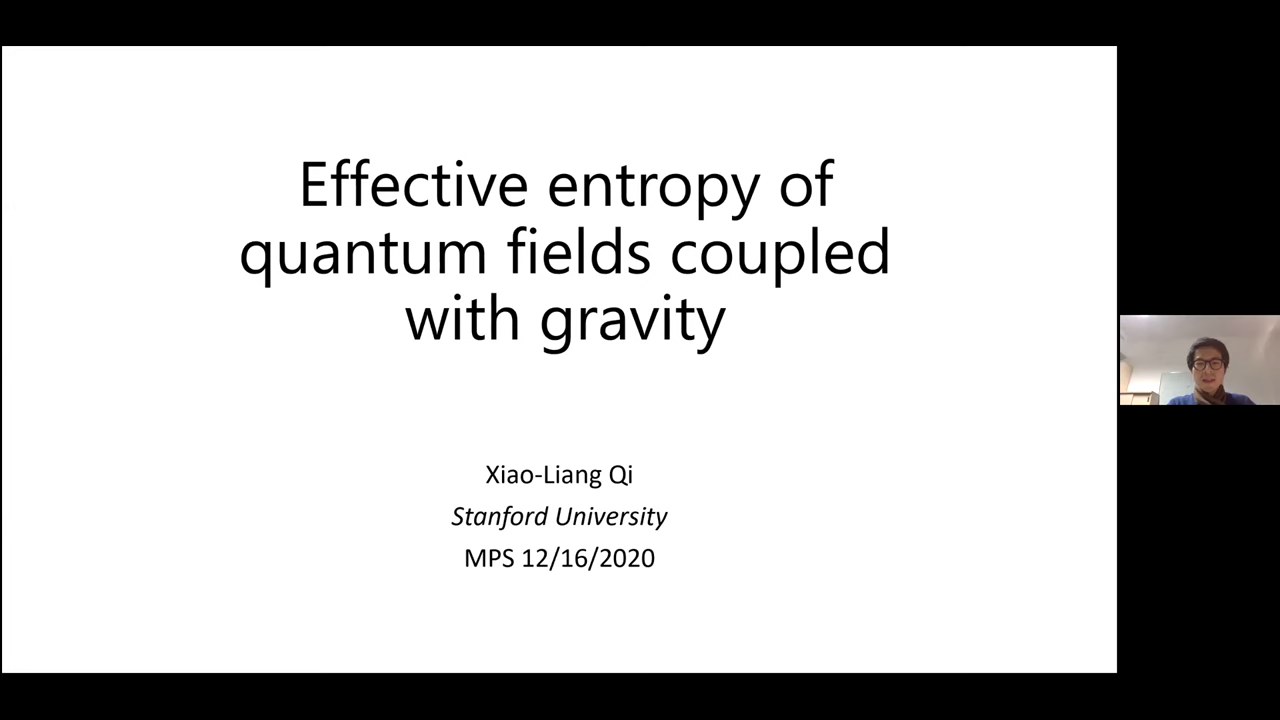 Effective entropy of
quantum fields coupled
with gravity
Xiao-Liang Qi
Stanford University
MPS 12/16/2020